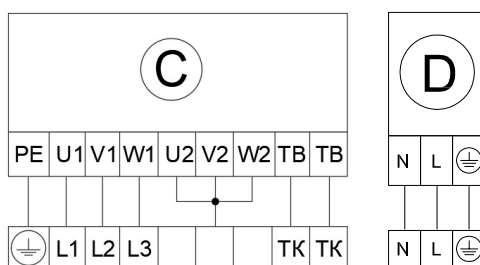 C
PE U1 V1 W1 U2 V2 W2 TB TB
L1 L2 L3 TK TK
D
N L
N L